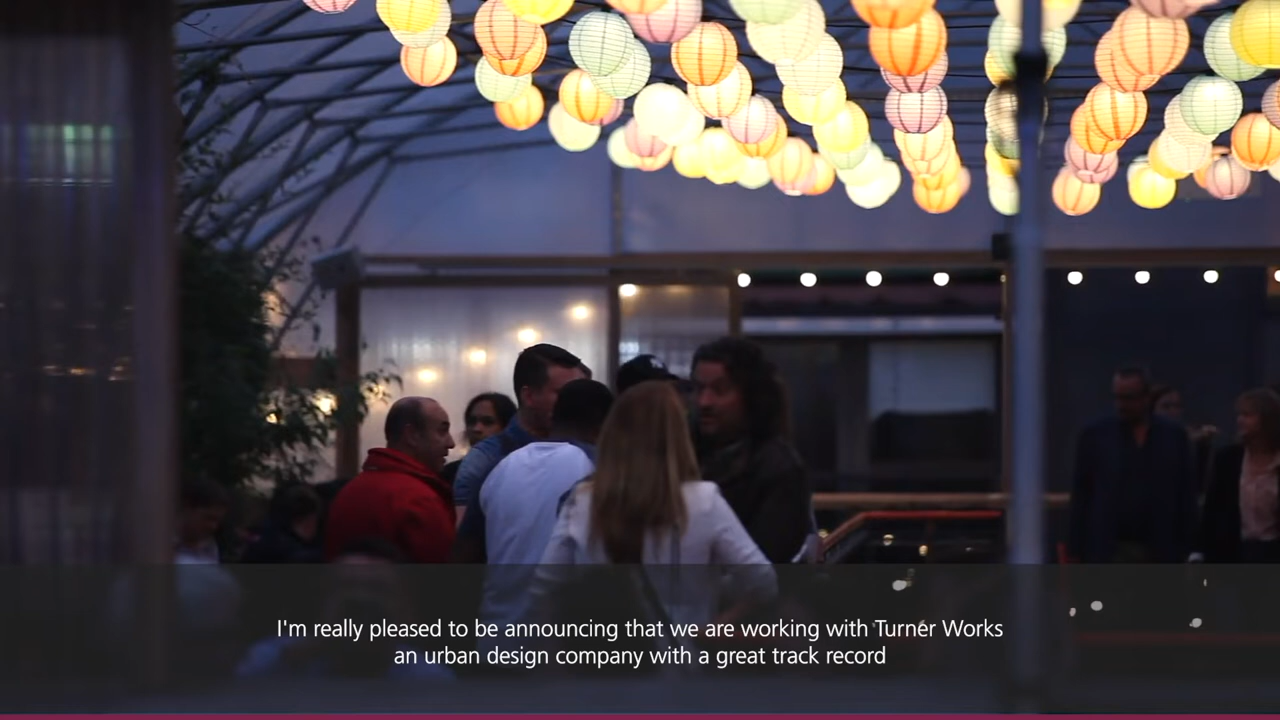 I'm really pleased to be announcing that we are working with Turner Works
an urban design company with a great track record